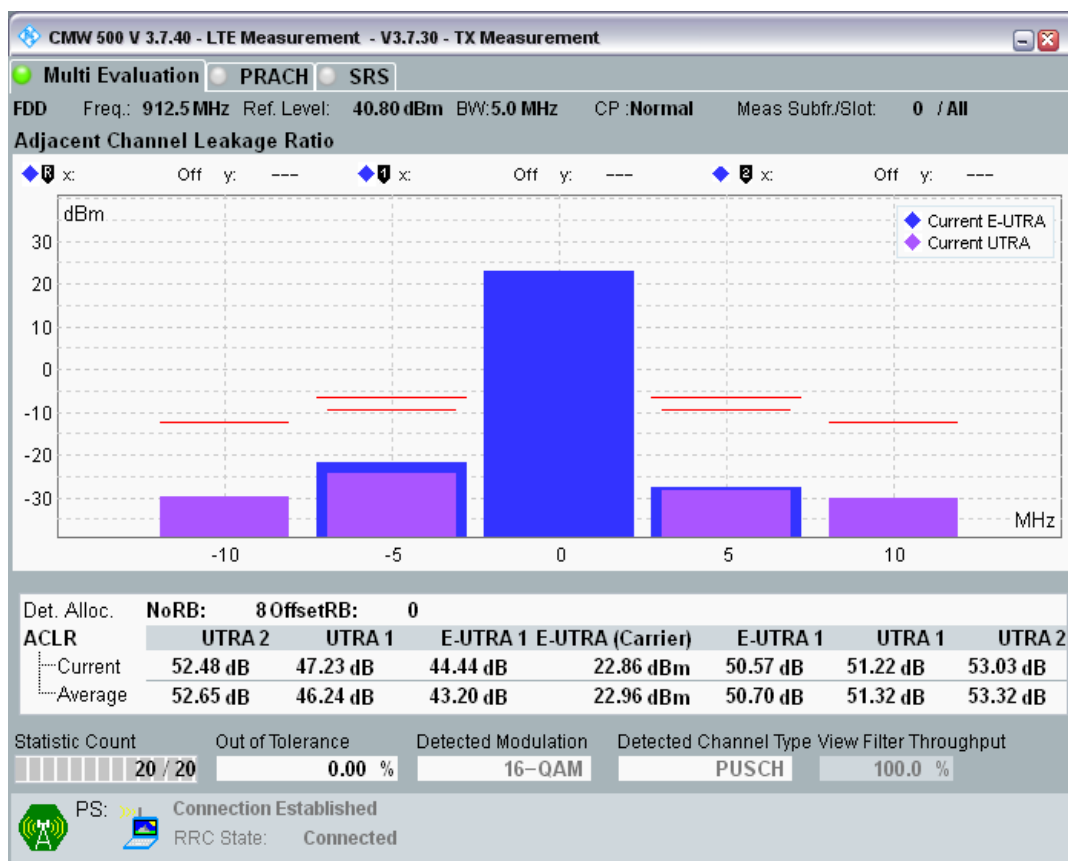 CMW 500 V 3.7.40 - LTE Measurement - V3.7.30 - TX Measurement
Multi Evaluation PRACH SRS
FDD Freq.: 912.5 MHz Ref. Level: 40.80 dBm BW:5.0 MHz CP :Normal Meas Subfr./Slot: 0 / All
Adjacent Channel Leakage Ratio
R x: Off y: --- 1 x: Off y: --- 2 x: Off y: ---
dBm
Current E-UTRA
Current UTRA
30
20
10
0
-10
-20
-30
MHz
-10 -5 0 5 10
Det. Alloc. NoRB: 8 OffsetRB: 0
ACLR UTRA 2 UTRA 1 E-UTRA 1 E-UTRA (Carrier) E-UTRA 1 UTRA 1 UTRA 2
Current 52.48 dB 47.23 dB 44.44 dB 22.86 dBm 50.57 dB 51.22 dB 53.03 dB
Average 52.65 dB 46.24 dB 43.20 dB 22.96 dBm 50.70 dB 51.32 dB 53.32 dB
Statistic Count Out of Tolerance Detected Modulation Detected Channel Type View Filter Throughput
20 / 20 0.00 % 16-QAM PUSCH 100.0 %
PS: Connection Established
RRC State: Connected